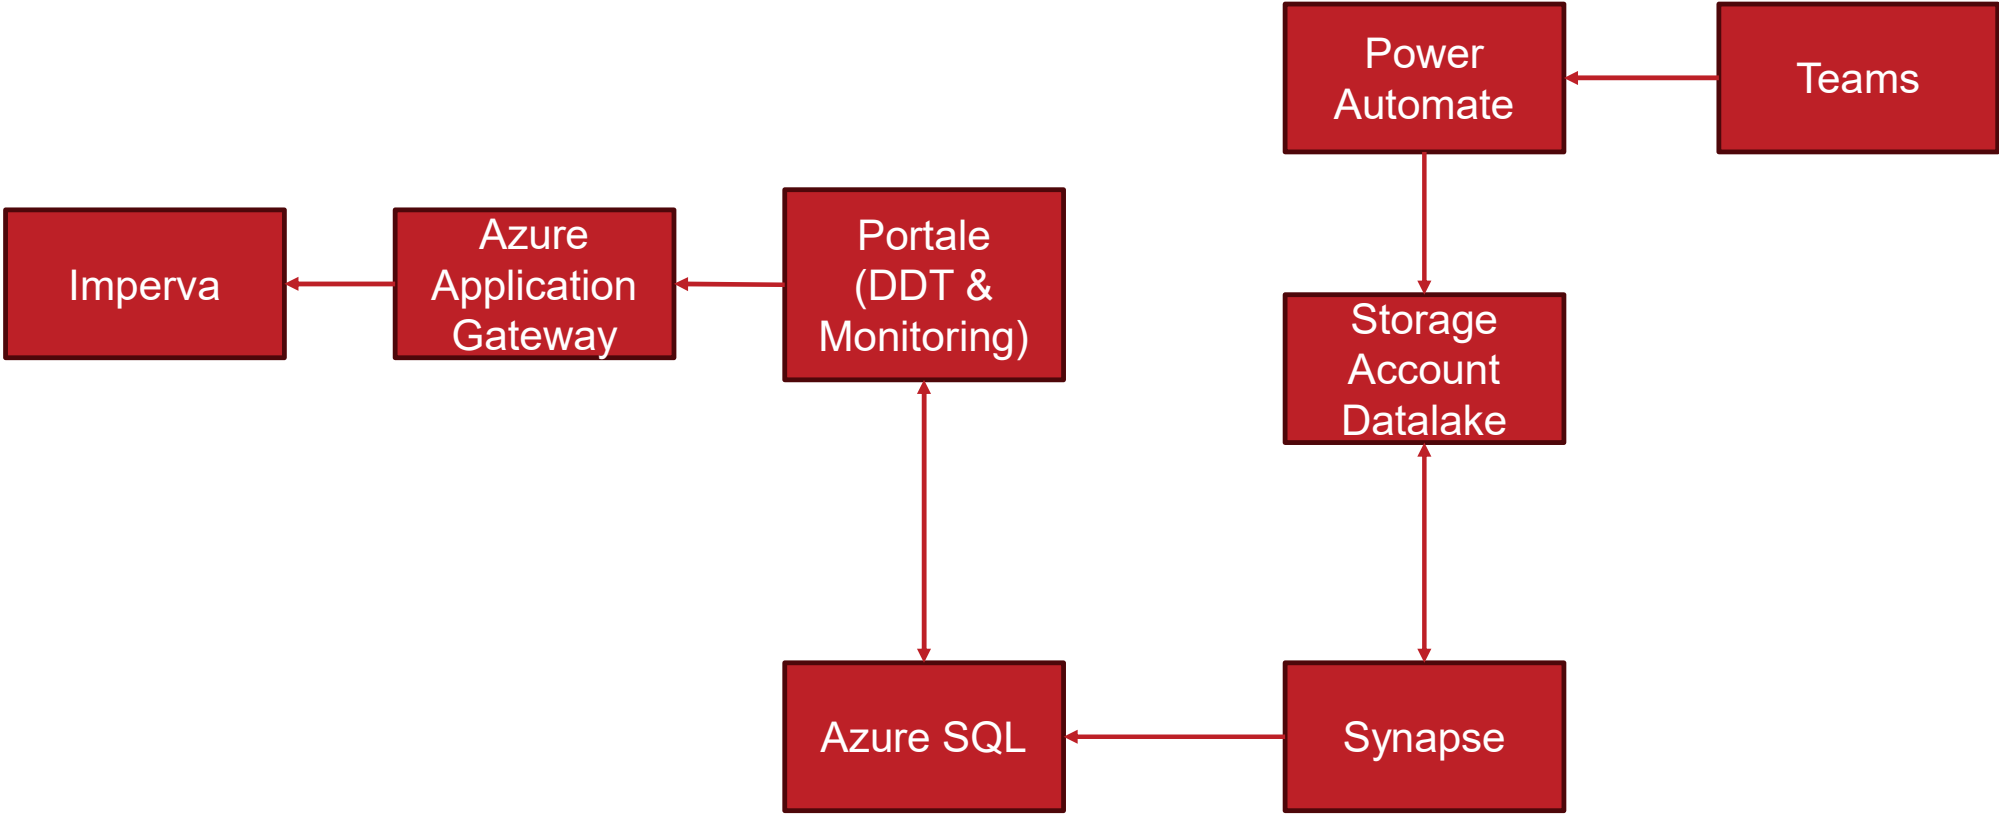 Power
Automate
Teams
Imperva
Azure
Application
Gateway
Portale
(DDT &
Monitoring)
Storage
Account
Datalake
Azure SQL
Synapse